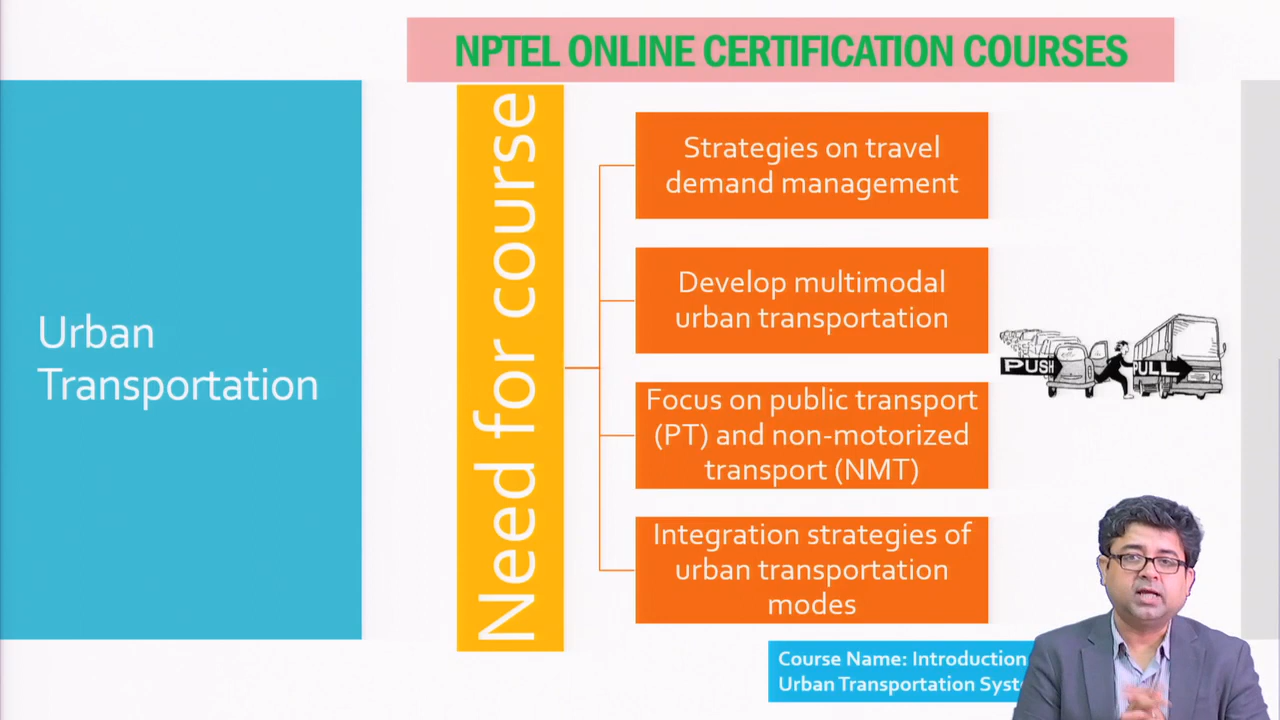 NPTEL ONLINE CERTIFICATION COURSES
Urban
Transportation
Need for course
Strategies on travel
demand management
Develop multimodal
urban transportation
Focus on public transport
(PT) and non-motorized
transport (NMT)
Integration strategies of
urban transportation
modes
PUSH
PULL
Course Name: Introduction
Urban Transportation